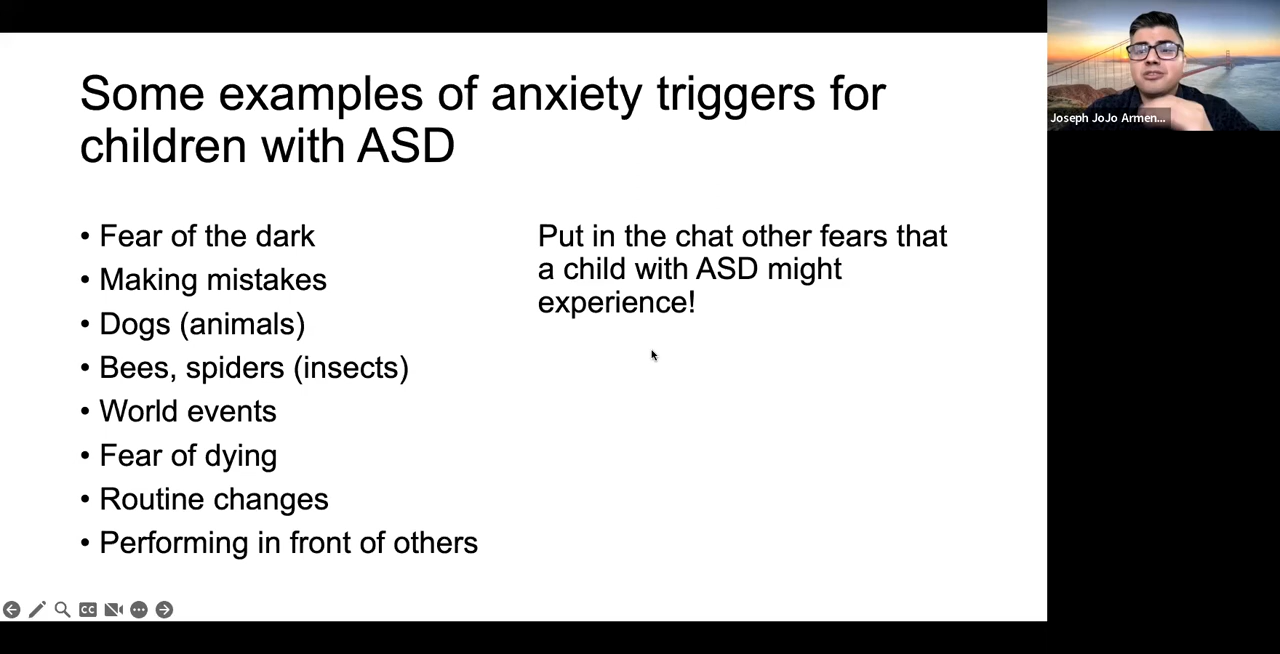 Some examples of anxiety triggers for
children with ASD
• Fear of the dark
• Making mistakes
• Dogs (animals)
• Bees, spiders (insects)
• World events
• Fear of dying
• Routine changes
• Performing in front of others
Put in the chat other fears that
a child with ASD might
experience!
Joseph JoJo Armen...
CC